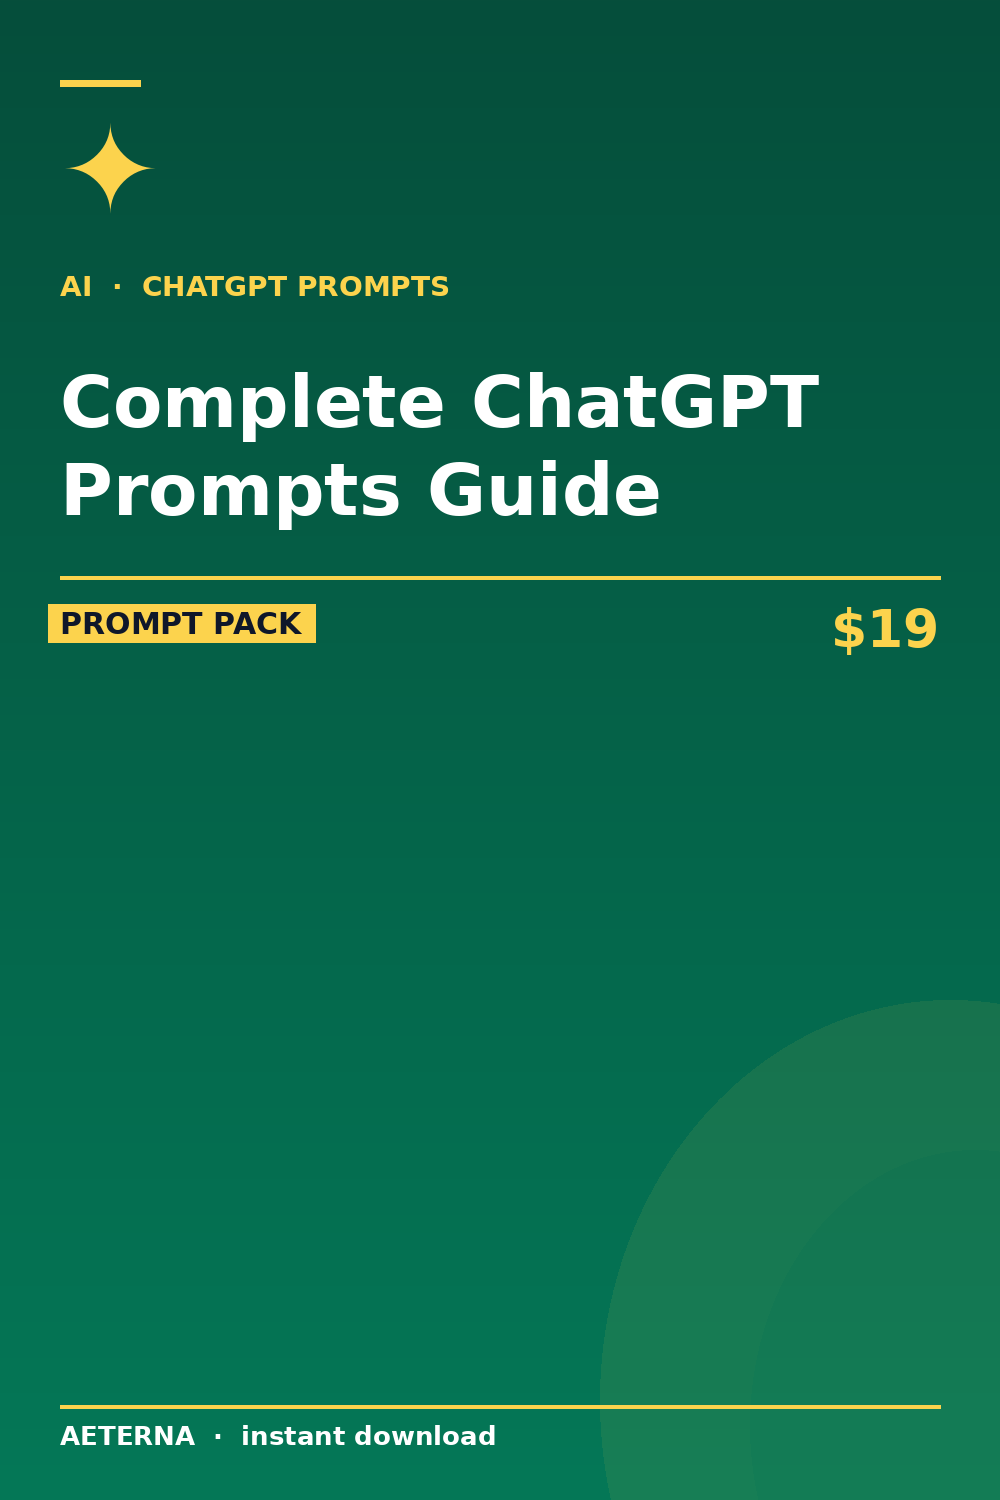 AI · CHATGPT PROMPTS
Complete ChatGPT
Prompts Guide
PROMPT PACK
$19
AETERNA · instant download